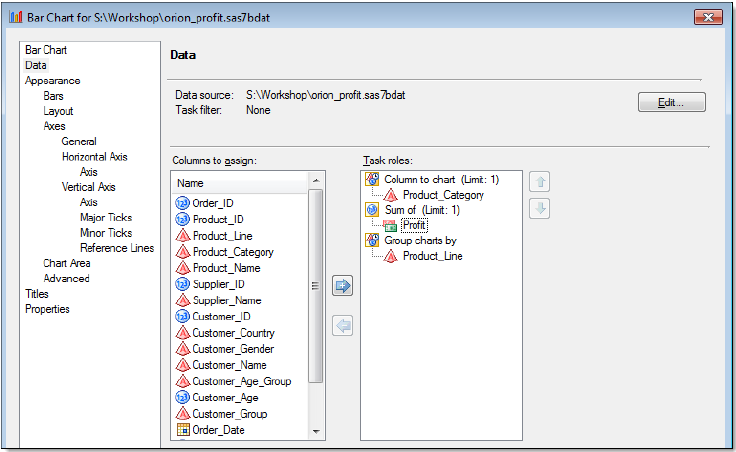 Bar Chart for S:\Workshop\orion_profit.sas7bdat
Bar Chart
Data
Appearance
Bars
Layout
Axes
General
Horizontal Axis
Axis
Vertical Axis
Axis
Major Ticks
Minor Ticks
Reference Lines
Chart Area
Advanced
Titles
Properties
Data
Data source: S:\Workshop\orion_profit.sas7bdat
Task filter: None
Edit...
Columns to assign:
Name
Order_ID
Product_ID
Product_Line
Product_Category
Product_Name
Supplier_ID
Supplier_Name
Customer_ID
Customer_Country
Customer_Gender
Customer_Name
Customer_Age_Group
Customer_Age
Customer_Group
Order_Date
Task roles:
Column to chart (Limit: 1)
Product_Category
Sum of (Limit: 1)
Profit
Group charts by
Product_Line